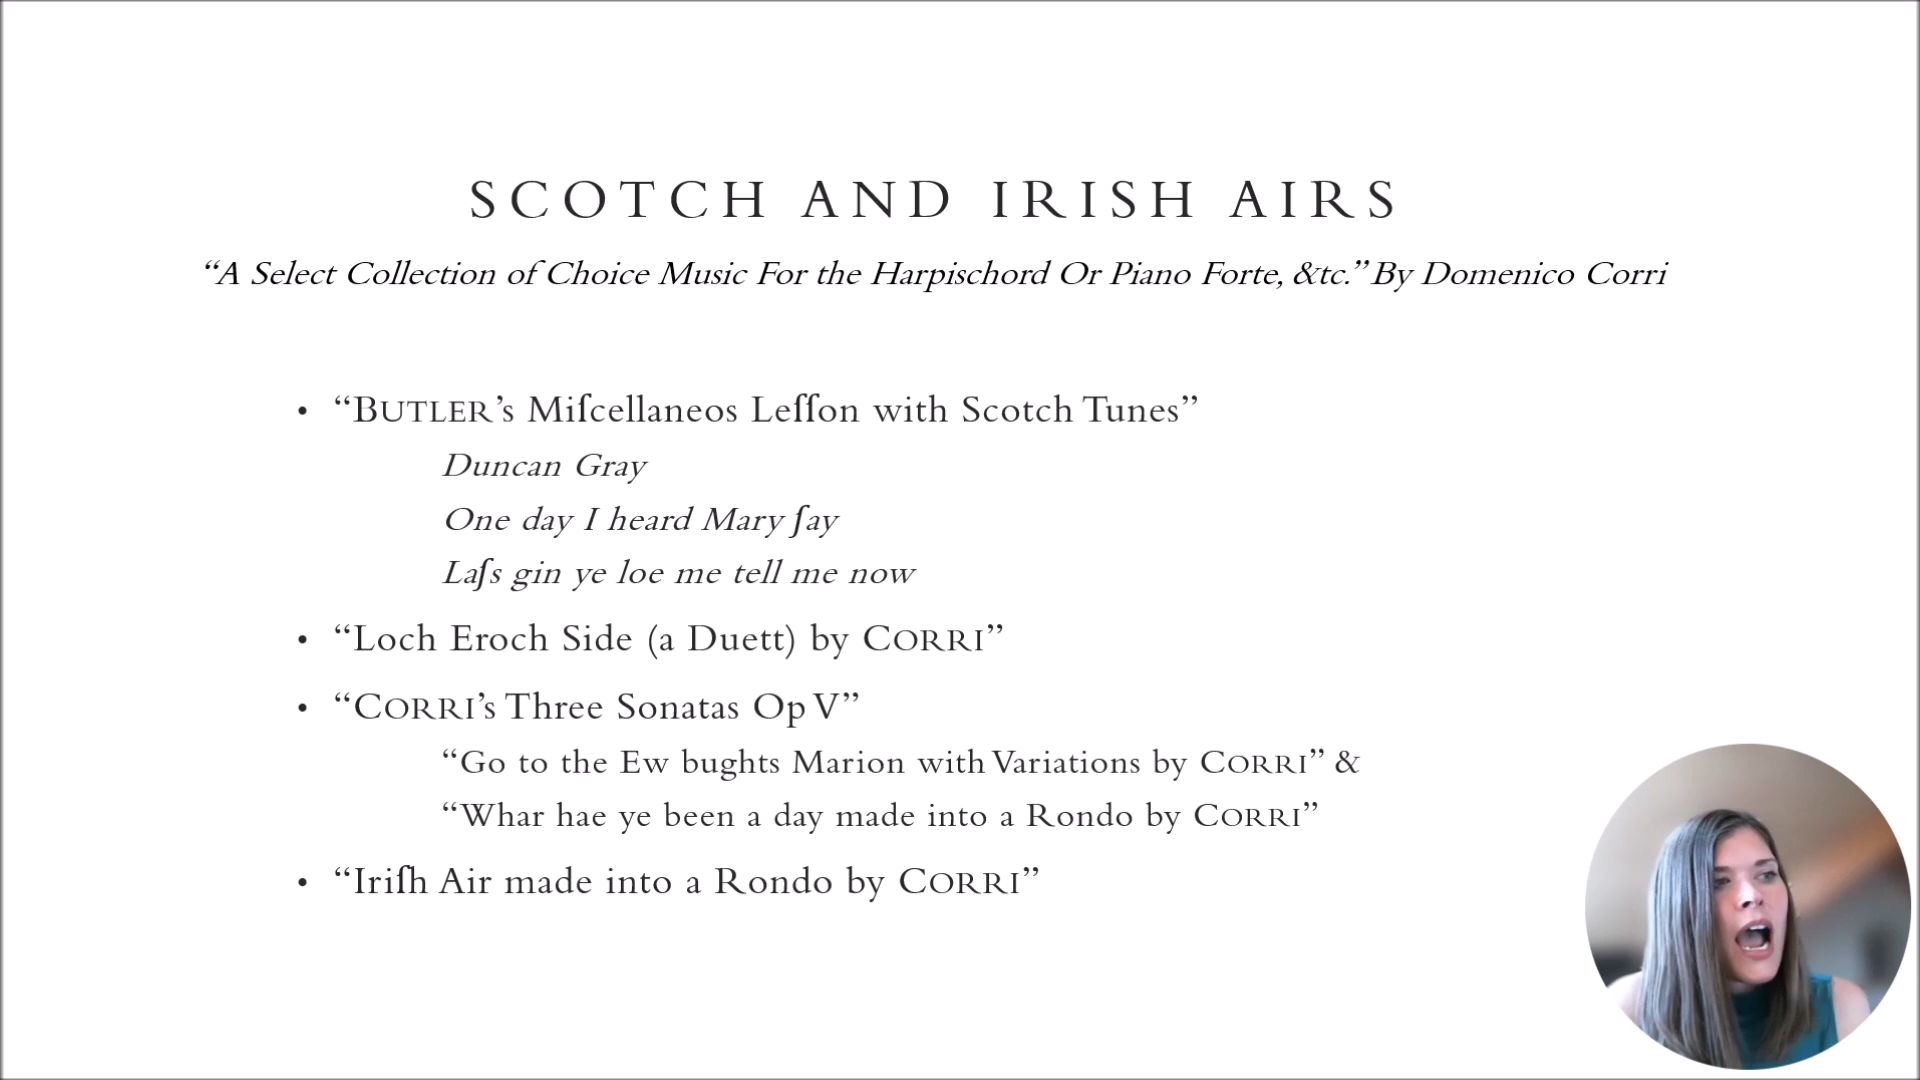 SCOTCH AND IRISH AIRS
“A Select Collection of Choice Music For the Harpischord Or Piano Forte, &tc.” By Domenico Corri
• “BUTLER’s Miſcellaneos Leſſon with Scotch Tunes”
Duncan Gray
One day I heard Mary ſay
Laſs gin ye loe me tell me now
• “Loch Eroch Side (a Duett) by CORRI”
• “CORRI’s Three Sonatas Op V”
“Go to the Ew bughts Marion with Variations by CORRI” &
“Whar hae ye been a day made into a Rondo by CORRI”
• “Iriſh Air made into a Rondo by CORRI”